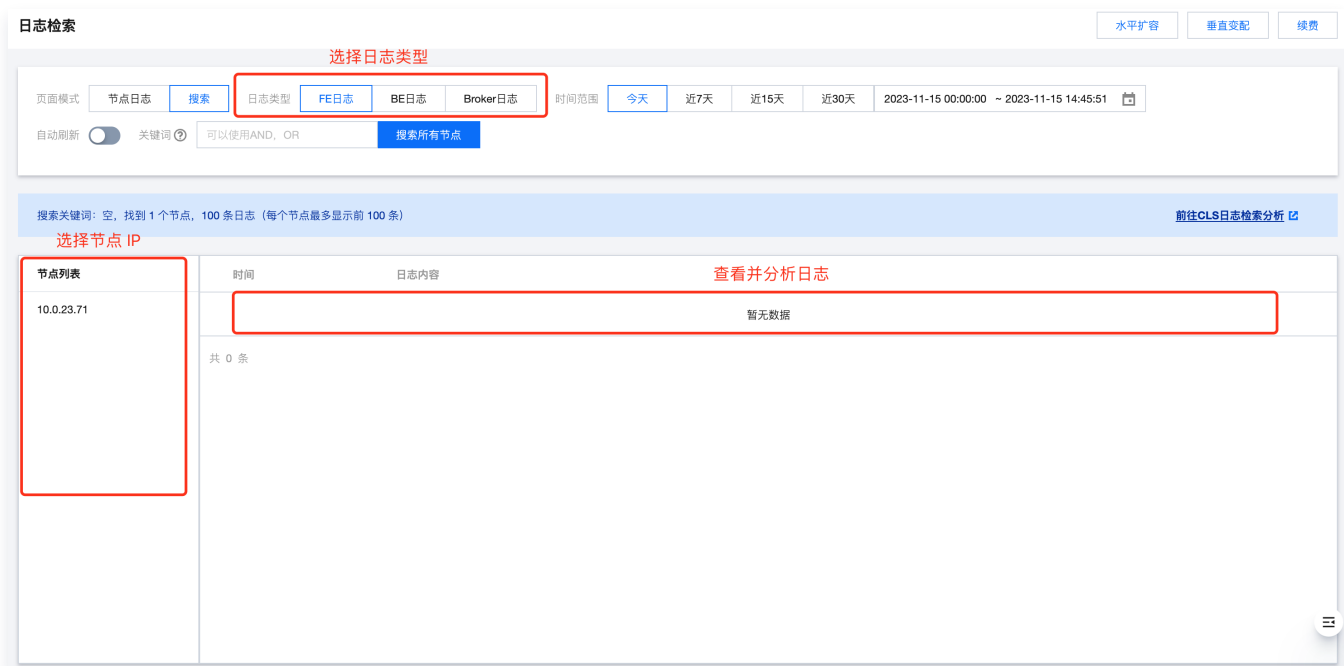 日志检索
水平扩容 垂直变配 续费
选择日志类型
页面模式 节点日志 搜索 日志类型 FE日志 BE日志 Broker日志 时间范围 今天 近7天 近15天 近30天 2023-11-15 00:00:00 ~ 2023-11-15 14:45:51
自动刷新 关键词 ? 可以使用AND, OR 搜索所有节点
搜索关键词：空，找到 1 个节点，100 条日志（每个节点最多显示前 100 条） 前往CLS日志检索分析
选择节点 IP
节点列表 时间 日志内容 查看并分析日志
10.0.23.71 暂无数据
共 0 条